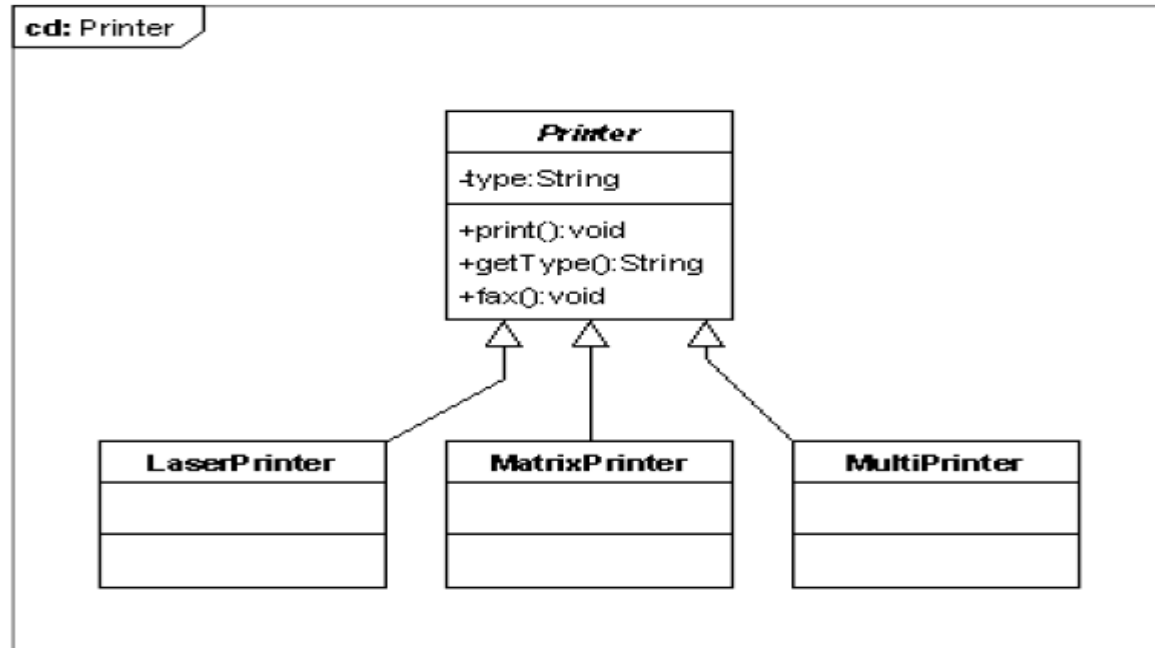 cd: Printer
Printer
-type:String
+print():void
+getType():String
+fax():void
LaserPrinter
MatrixPrinter
MultiPrinter